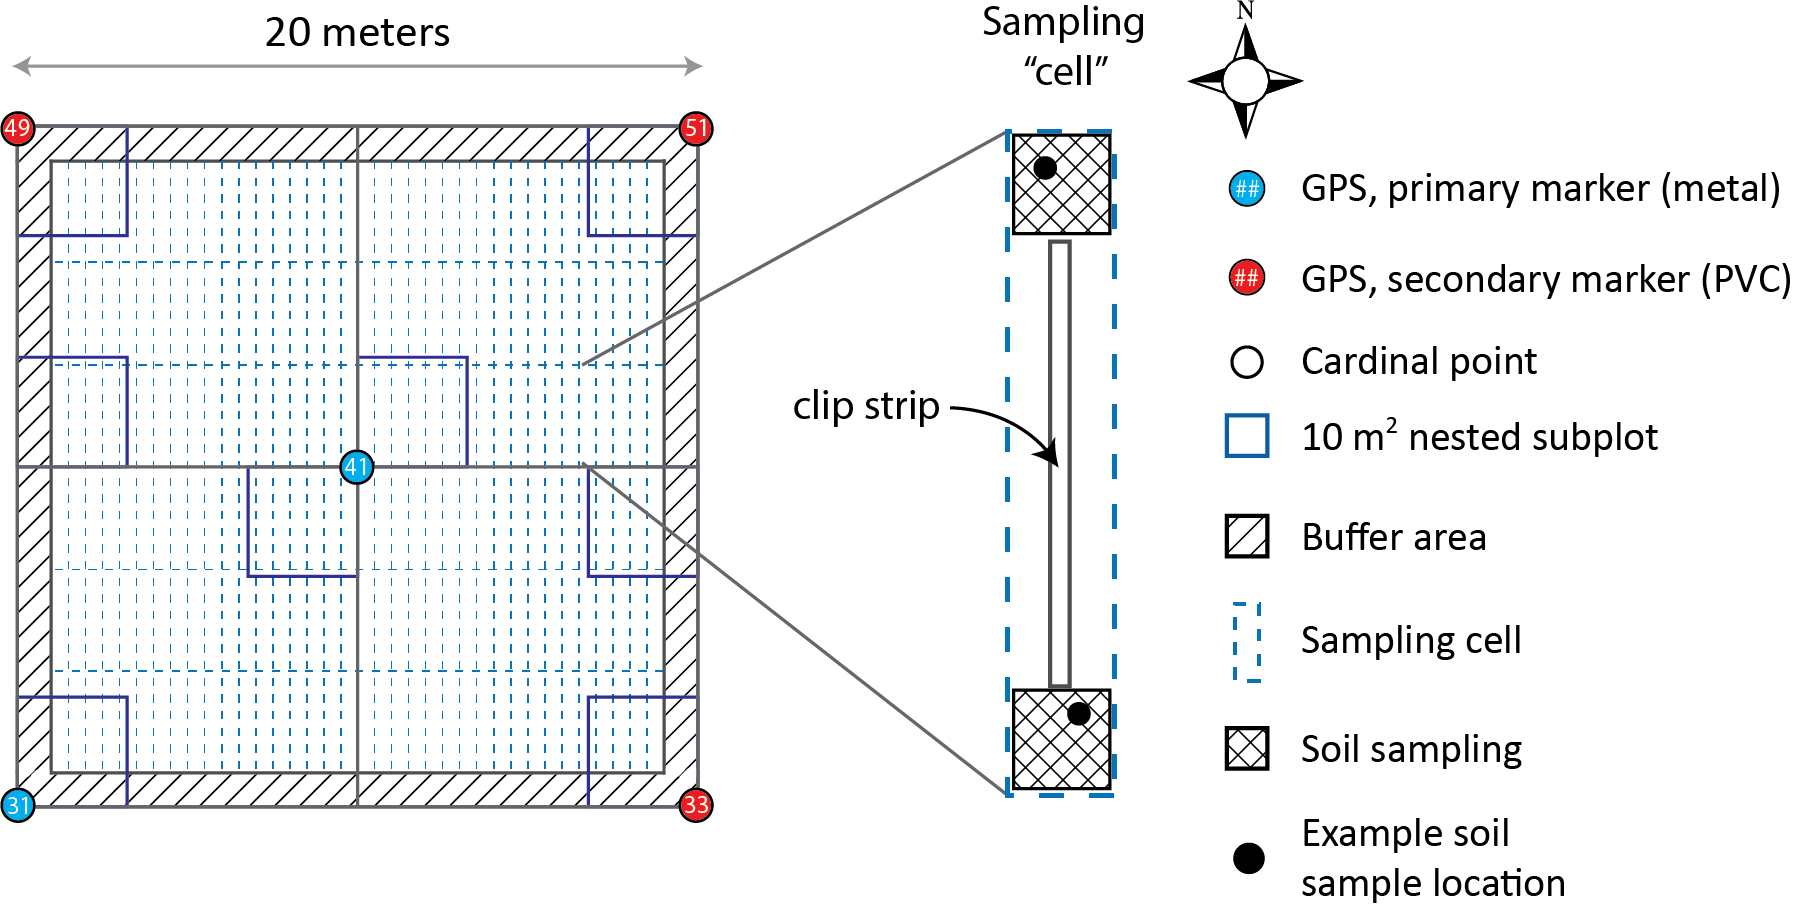 20 meters
Sampling
“cell”
N
49
51
41
31
33
clip strip
## GPS, primary marker (metal)
## GPS, secondary marker (PVC)
Cardinal point
10 m² nested subplot
Buffer area
Sampling cell
Soil sampling
Example soil
sample location